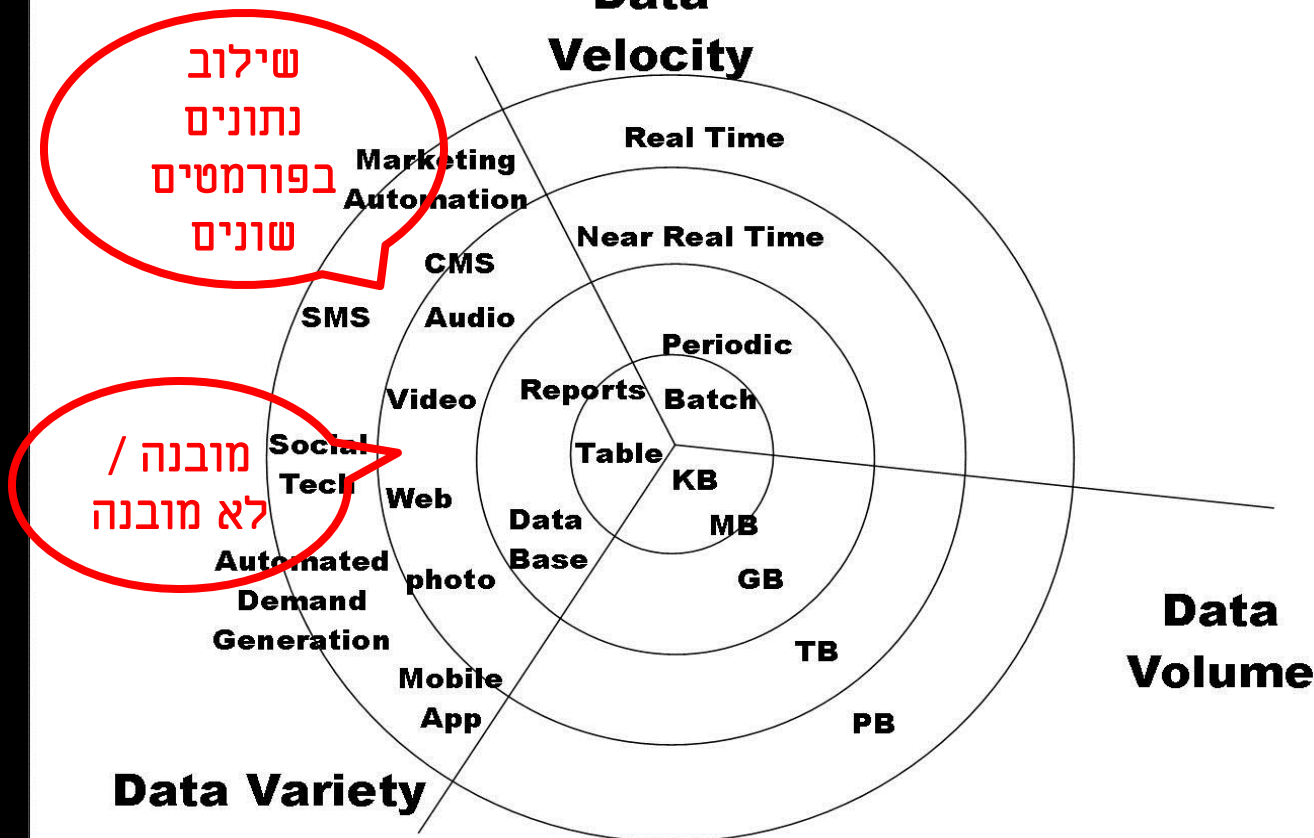 Data
Velocity
שילוב
נתונים
בפורמטים
שונים
Real Time
Marketing
Automation
Near Real Time
CMS
SMS
Audio
Periodic
Reports
Batch
Video
מובנה /
לא מובנה
Social
Tech
Table
KB
Web
Data
Base
MB
Automated
Demand
Generation
photo
GB
Data
Volume
TB
Mobile
App
PB
Data Variety